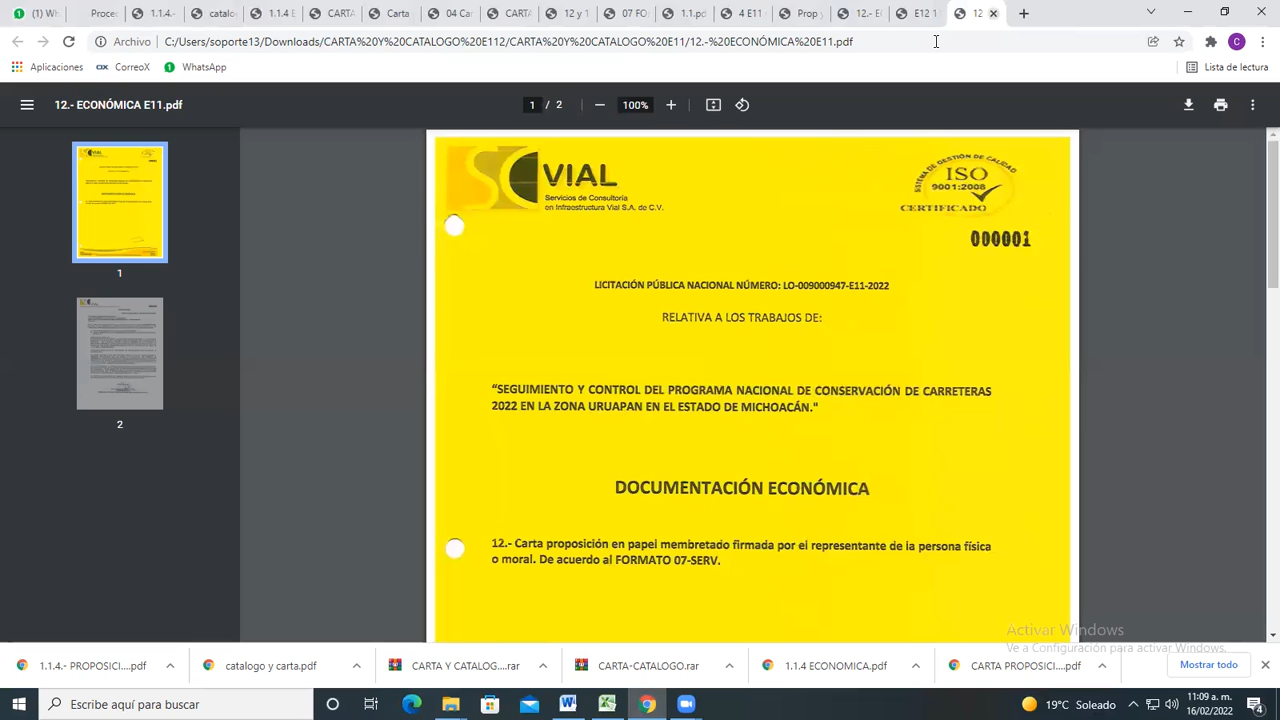 (1) Wh
Proce
1.1.4.-
catalo
1.1.4 E
CARTA
Carta
04 Car
CARTA
12 y 1
07 FO
1.1.pd
4 E11
Prop y
12.- EC
E12 1
12
Archivo
C:/Users/soporte13/Downloads/CARTA%20Y%20CATALOGO%20E112/CARTA%20Y%20CATALOGO%20E11/12.-%20ECONÓMICA%20E11.pdf
C
Aplicaciones
OX CorreoX
1 WhatsApp
Lista de lectura
12.- ECONÓMICA E11.pdf
1 / 2
100%
1
2
SC VIAL
Servicios de Consultoría
en Infraestructura Vial S.A. de C.V.
SISTEMA DE GESTIÓN DE CALIDAD
ISO
9001:2008
CERTIFICADO
000001
LICITACIÓN PÚBLICA NACIONAL NÚMERO: LO-009000947-E11-2022
RELATIVA A LOS TRABAJOS DE:
“SEGUIMIENTO Y CONTROL DEL PROGRAMA NACIONAL DE CONSERVACIÓN DE CARRETERAS
2022 EN LA ZONA URUAPAN EN EL ESTADO DE MICHOACÁN."
DOCUMENTACIÓN ECONÓMICA
12.- Carta proposición en papel membretado firmada por el representante de la persona física
o moral. De acuerdo al FORMATO 07-SERV.
Activar Windows
Ve a Configuración para activar Windows.
1.1.4.- PROPOSICI....pdf
catalogo y carta.pdf
CARTA Y CATALOG....rar
CARTA-CATALOGO.rar
1.1.4 ECONOMICA.pdf
CARTA PROPOSICI....pdf
Mostrar todo
Escribe aquí para buscar
19°C Soleado
11:09 a. m.
16/02/2022
4